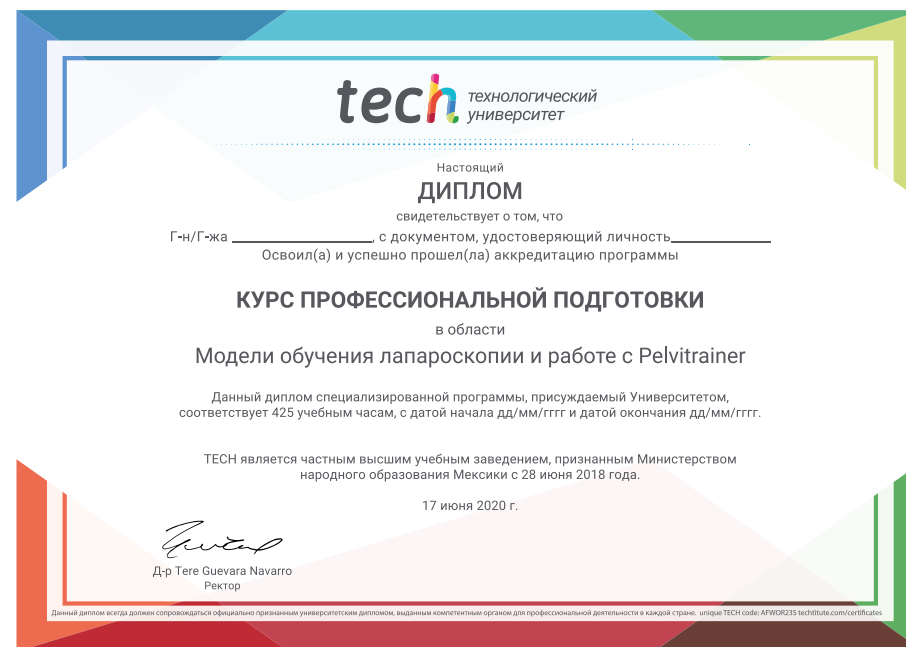 tech технологический
университет
Настоящий
ДИПЛОМ
свидетельствует о том, что
Г-н/Г-жа ____________________, с документом, удостоверяющий личность______________
Освоил(а) и успешно прошел(ла) аккредитацию программы
КУРС ПРОФЕССИОНАЛЬНОЙ ПОДГОТОВКИ
в области
Модели обучения лапароскопии и работе с Pelvitrainer
Данный диплом специализированной программы, присуждаемый Университетом,
соответствует 425 учебным часам, с датой начала дд/мм/гггг и датой окончания дд/мм/гггг.
TECH является частным высшим учебным заведением, признанным Министерством
народного образования Мексики с 28 июня 2018 года.
17 июня 2020 г.
Д-р Tere Guevara Navarro
Ректор
Данный диплом всегда должен сопровождаться официально признанным университетским дипломом, выданным компетентным органом для профессиональной деятельности в каждой стране. unique TECH code: AFWOR23S techtitute.com/certificates